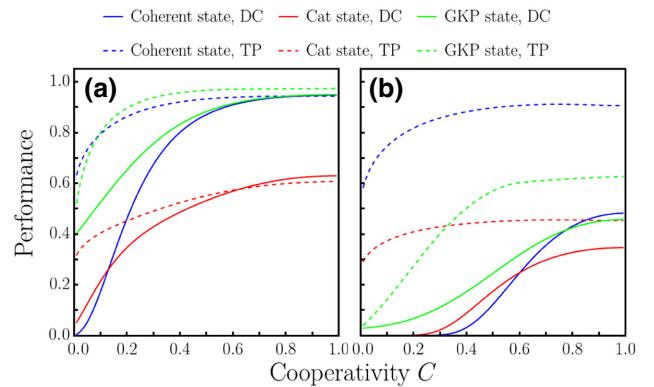 Coherent state, DC Cat state, DC GKP state, DC
Coherent state, TP Cat state, TP GKP state, TP
(a) (b)
1.0
0.8
0.6
0.4
0.2
0.0
Performance
0.0 0.2 0.4 0.6 0.8 1.0 0.0 0.2 0.4 0.6 0.8 1.0
Cooperativity C